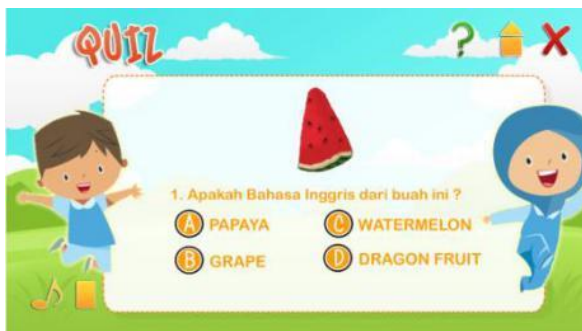 QUIZ
?
1. Apakah Bahasa Inggris dari buah ini ?
A PAPAYA
B GRAPE
C WATERMELON
D DRAGON FRUIT